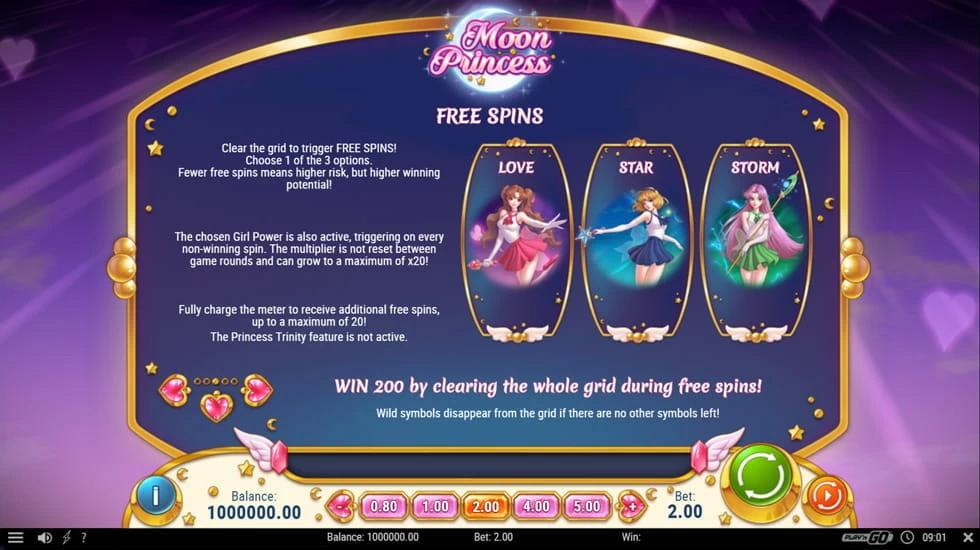 Moon
Princess
FREE SPINS
Clear the grid to trigger FREE SPINS!
Choose 1 of the 3 options.
Fewer free spins means higher risk, but higher winning
potential!
The chosen Girl Power is also active, triggering on every
non-winning spin. The multiplier is not reset between
game rounds and can grow to a maximum of x20!
Fully charge the meter to receive additional free spins,
up to a maximum of 20!
The Princess Trinity feature is not active.
LOVE
STAR
STORM
WIN 200 by clearing the whole grid during free spins!
Wild symbols disappear from the grid if there are no other symbols left!
i
Balance:
1000000.00
- 0.80 1.00 2.00 4.00 5.00 +
Bet:
2.00
? Balance: 1000000.00 Bet: 2.00 Win: PLAY'N GO 09:01